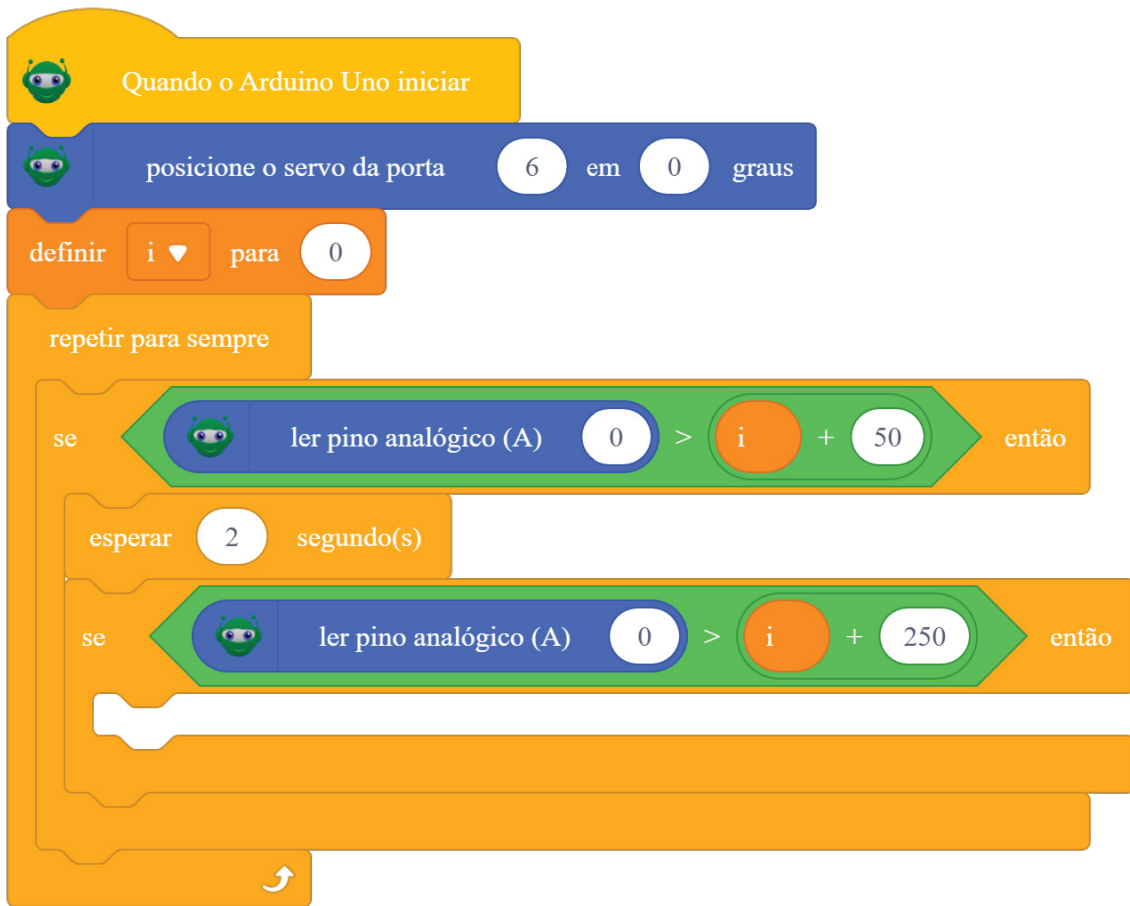 Quando o Arduino Uno iniciar
posicione o servo da porta 6 em 0 graus
definir i para 0
repetir para sempre
se ler pino analógico (A) 0 > i + 50 então
esperar 2 segundo(s)
se ler pino analógico (A) 0 > i + 250 então